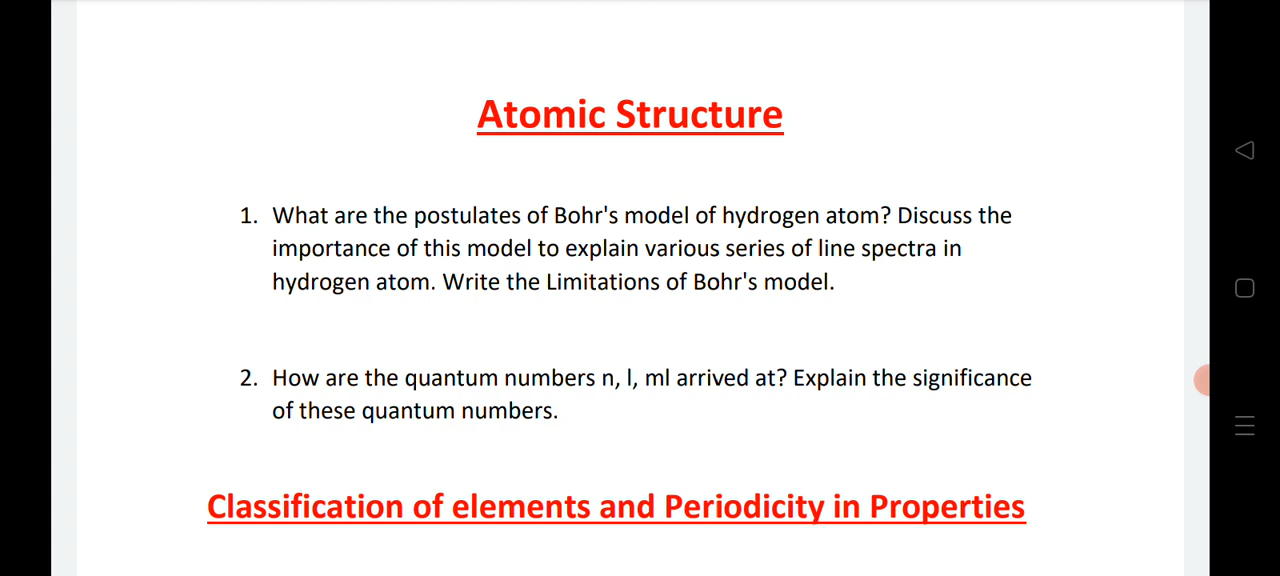 Atomic Structure
1. What are the postulates of Bohr's model of hydrogen atom? Discuss the
importance of this model to explain various series of line spectra in
hydrogen atom. Write the Limitations of Bohr's model.
2. How are the quantum numbers n, l, ml arrived at? Explain the significance
of these quantum numbers.
Classification of elements and Periodicity in Properties